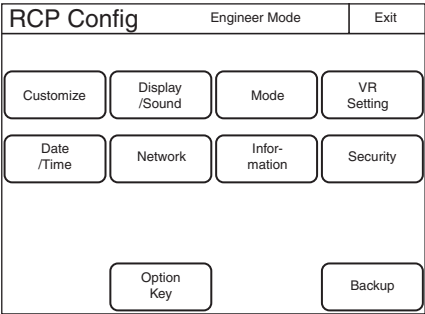 RCP Config Engineer Mode Exit
Customize
Display
/Sound
Mode
VR
Setting
Date
/Time
Network
Infor-
mation
Security
Option
Key
Backup